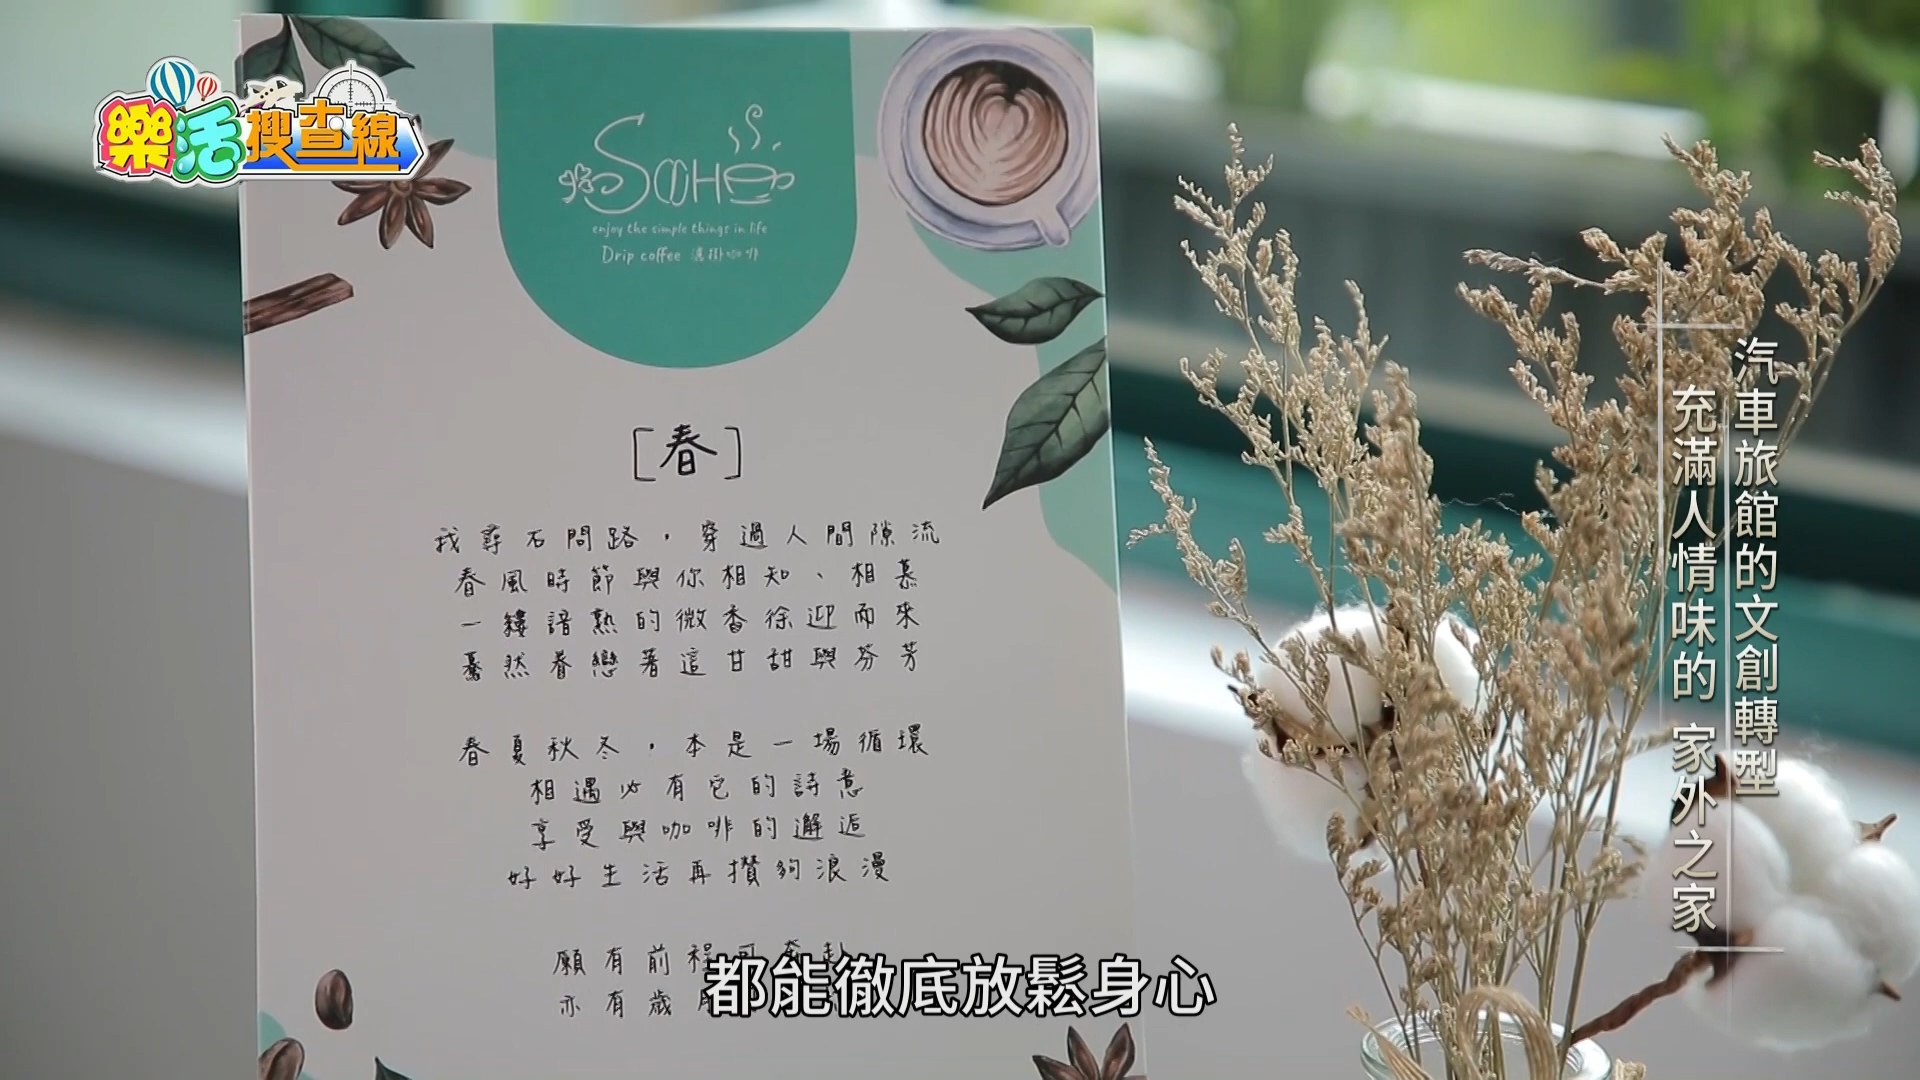 樂活搜查線
SOHO
enjoy the simple things in life
Drip coffee 濾掛咖啡
[春]
找尋石問路，穿過人間隙流
春風時節與你相知、相慕
一縷諳熟的微香徐迎而來
驀然眷戀著這甘甜與芬芳
春夏秋冬，本是一場循環
相遇必有它的詩意
享受與咖啡的邂逅
好好生活再攢夠浪漫
願有前程可奔赴
亦有歲月
汽車旅館的文創轉型
充滿人情味的 家外之家
都能徹底放鬆身心